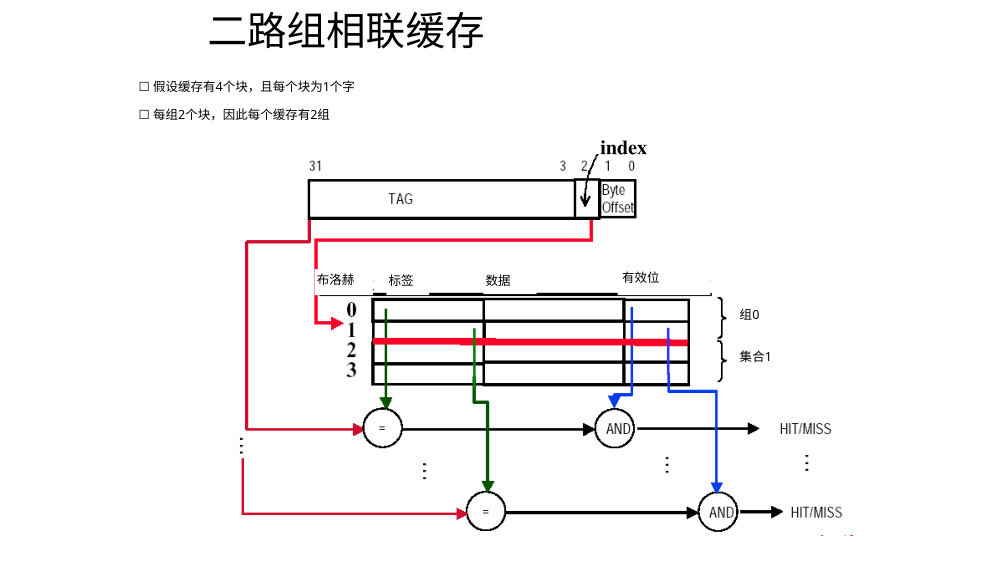 二路组相联缓存
□ 假设缓存有4个块，且每个块为1个字
□ 每组2个块，因此每个缓存有2组
index
31 3 2 1 0
TAG
Byte
Offset
布洛赫 标签 数据 有效位
0
1
2
3
组0
集合1
= AND HIT/MISS
= AND HIT/MISS